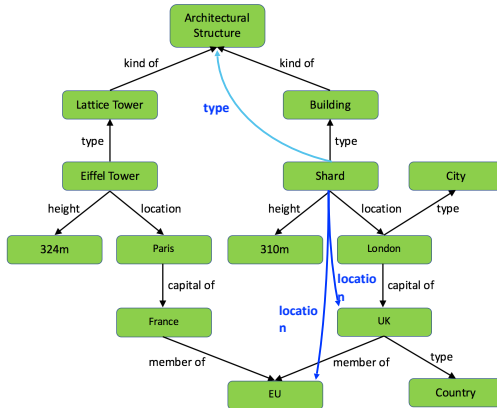 Architectural
Structure
kind of
kind of
Lattice Tower
Building
type
type
type
Eiffel Tower
Shard
City
height
location
height
location
type
324m
Paris
310m
London
capital of
locatio
n
capital of
locatio
n
France
UK
member of
member of
type
EU
Country